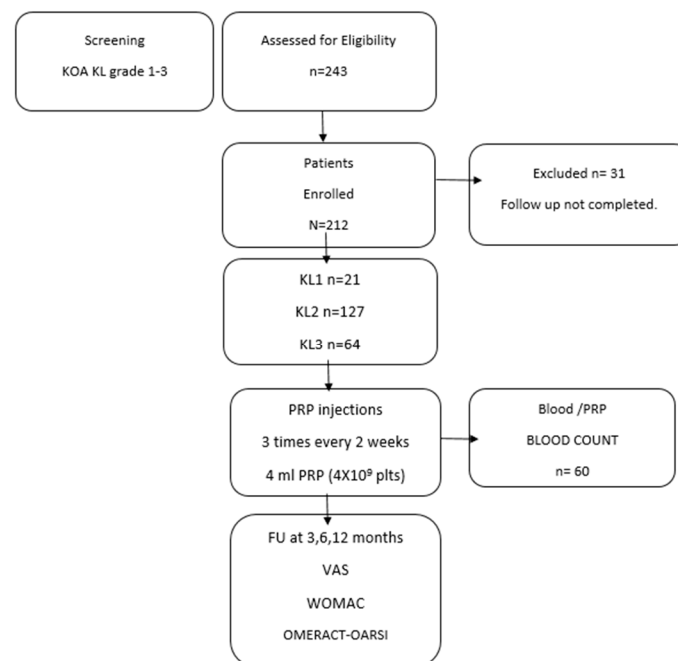 Screening
KOA KL grade 1-3
Assessed for Eligibility
n=243
Patients
Enrolled
N=212
Excluded n= 31
Follow up not completed.
KL1 n=21
KL2 n=127
KL3 n=64
PRP injections
3 times every 2 weeks
4 ml PRP (4X10⁹ plts)
Blood /PRP
BLOOD COUNT
n= 60
FU at 3,6,12 months
VAS
WOMAC
OMERACT-OARSI